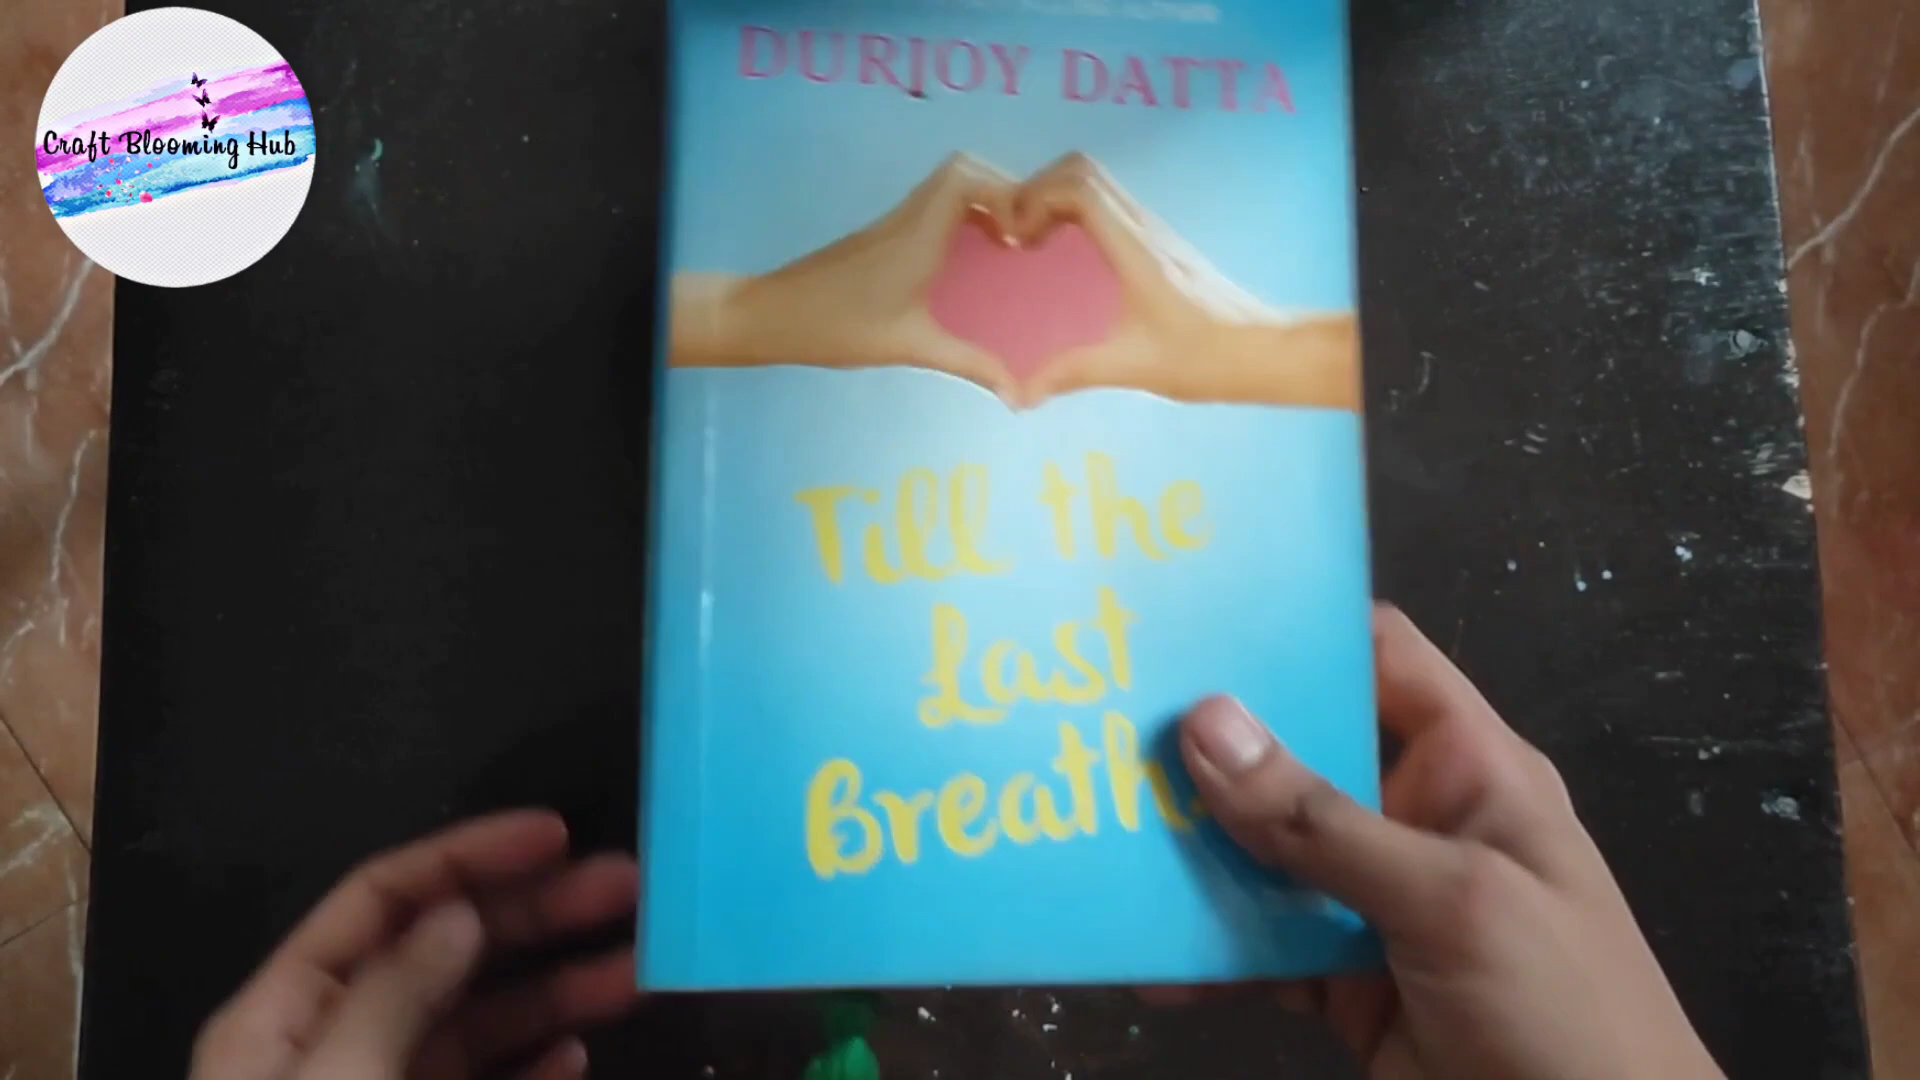 Craft Blooming Hub
DURJOY DATTA
Till the
Last
Breath